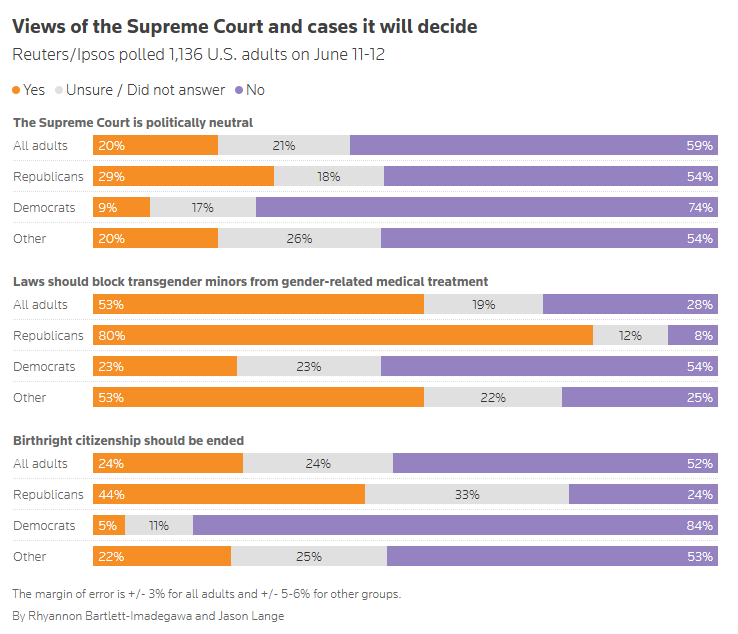 Views of the Supreme Court and cases it will decide
Reuters/Ipsos polled 1,136 U.S. adults on June 11-12
Yes Unsure / Did not answer No
The Supreme Court is politically neutral
All adults 20% 21% 59%
Republicans 29% 18% 54%
Democrats 9% 17% 74%
Other 20% 26% 54%
Laws should block transgender minors from gender-related medical treatment
All adults 53% 19% 28%
Republicans 80% 12% 8%
Democrats 23% 23% 54%
Other 53% 22% 25%
Birthright citizenship should be ended
All adults 24% 24% 52%
Republicans 44% 33% 24%
Democrats 5% 11% 84%
Other 22% 25% 53%
The margin of error is +/- 3% for all adults and +/- 5-6% for other groups.
By Rhyannon Bartlett-Imadegawa and Jason Lange